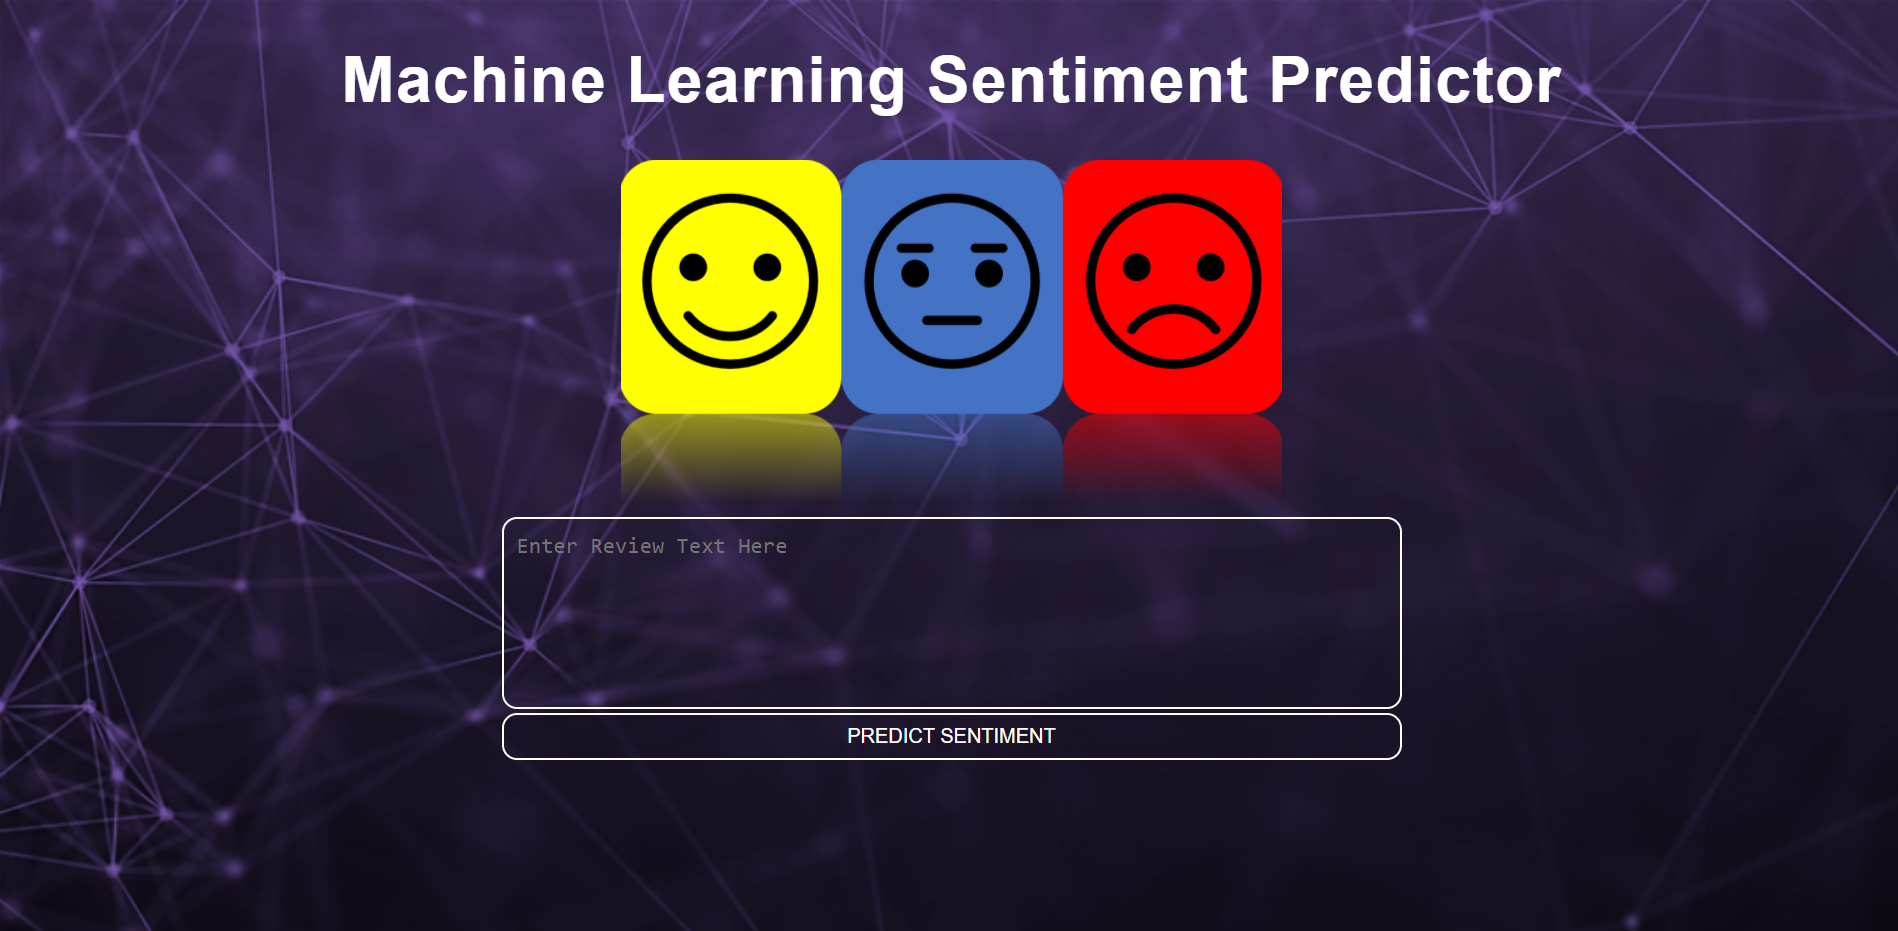 Machine Learning Sentiment Predictor
Enter Review Text Here
PREDICT SENTIMENT